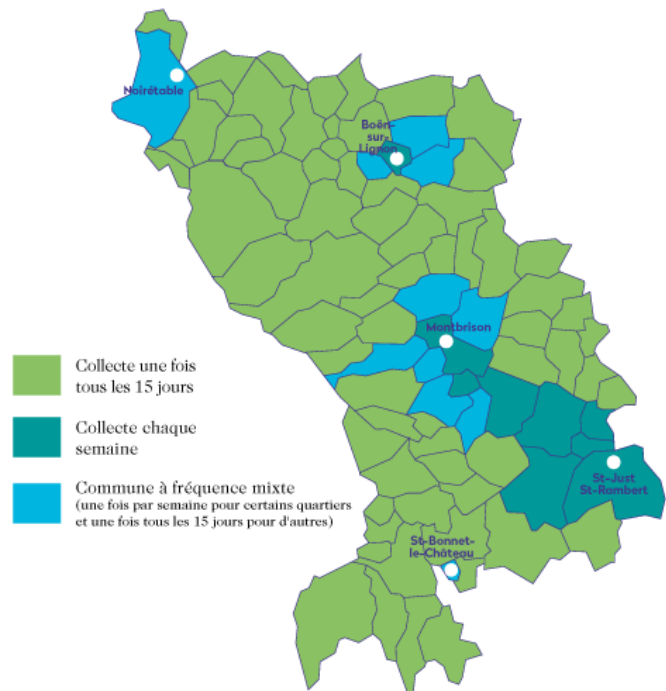 Noirétable
Boën-
sur-
Lignon
Montbrison
Collecte une fois
tous les 15 jours
Collecte chaque
semaine
Commune à fréquence mixte
(une fois par semaine pour certains quartiers
et une fois tous les 15 jours pour d'autres)
St-Just
St-Rambert
St-Bonnet-
le-Château